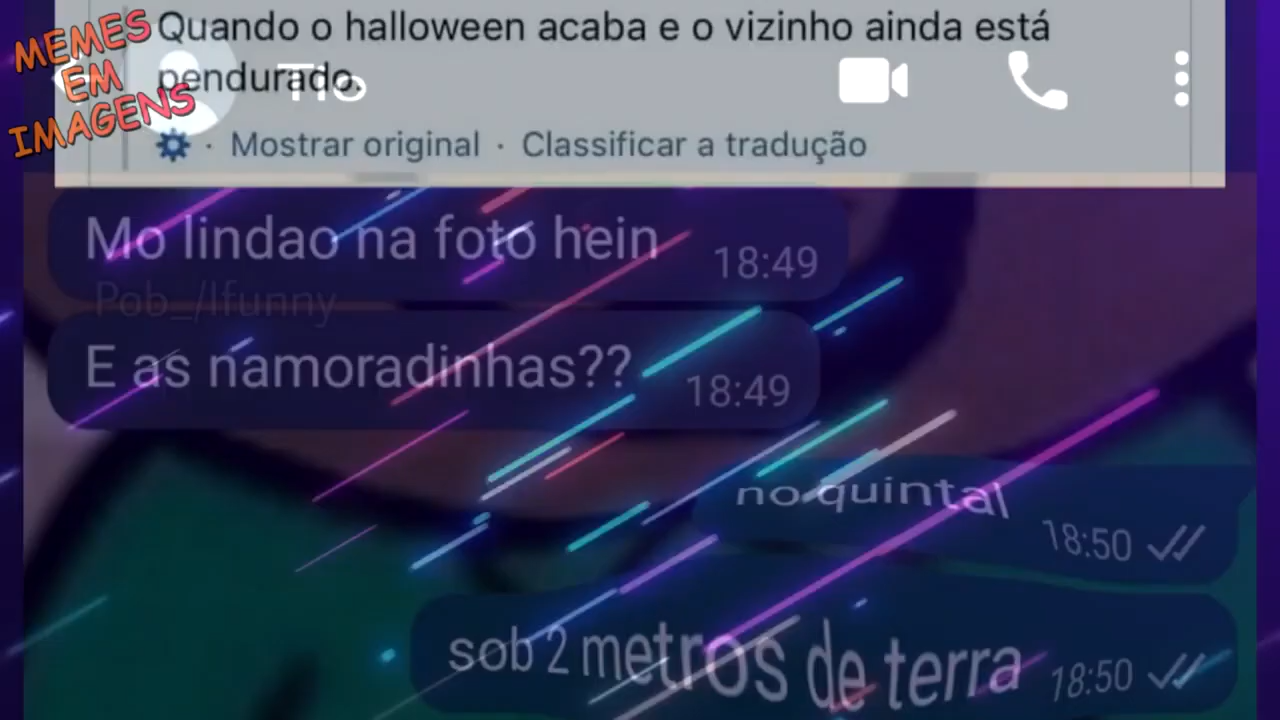 MEMES
EM
IMAGENS
Quando o halloween acaba e o vizinho ainda está
pendurado.
Tio
· Mostrar original · Classificar a tradução
Mo lindao na foto hein
18:49
Pob_/Ifunny
E as namoradinhas??
18:49
no quintal
18:50
sob 2 metros de terra
18:50